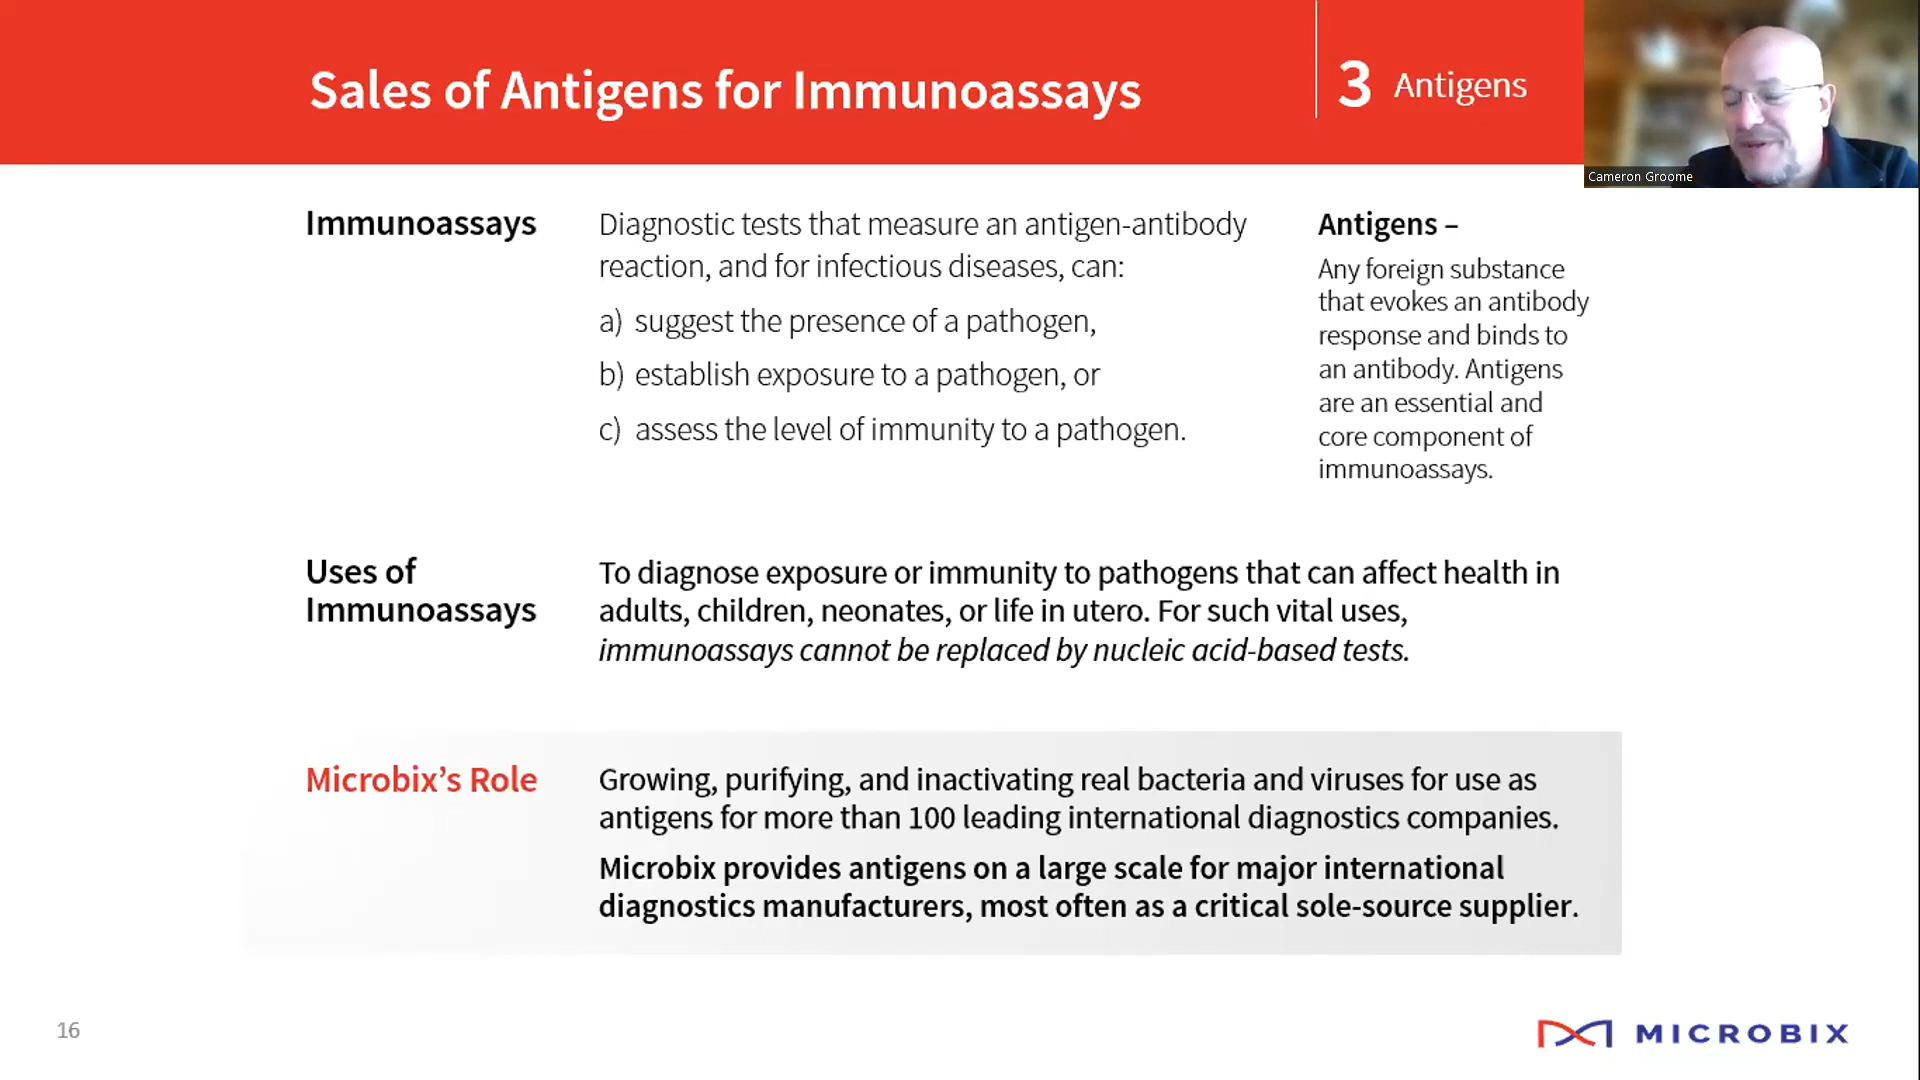 Sales of Antigens for Immunoassays
3 Antigens
Cameron Groome
Immunoassays
Diagnostic tests that measure an antigen-antibody
reaction, and for infectious diseases, can:
a) suggest the presence of a pathogen,
b) establish exposure to a pathogen, or
c) assess the level of immunity to a pathogen.
Antigens –
Any foreign substance
that evokes an antibody
response and binds to
an antibody. Antigens
are an essential and
core component of
immunoassays.
Uses of
Immunoassays
To diagnose exposure or immunity to pathogens that can affect health in
adults, children, neonates, or life in utero. For such vital uses,
immunoassays cannot be replaced by nucleic acid-based tests.
Microbix’s Role
Growing, purifying, and inactivating real bacteria and viruses for use as
antigens for more than 100 leading international diagnostics companies.
Microbix provides antigens on a large scale for major international
diagnostics manufacturers, most often as a critical sole-source supplier.
16
MICROBIX